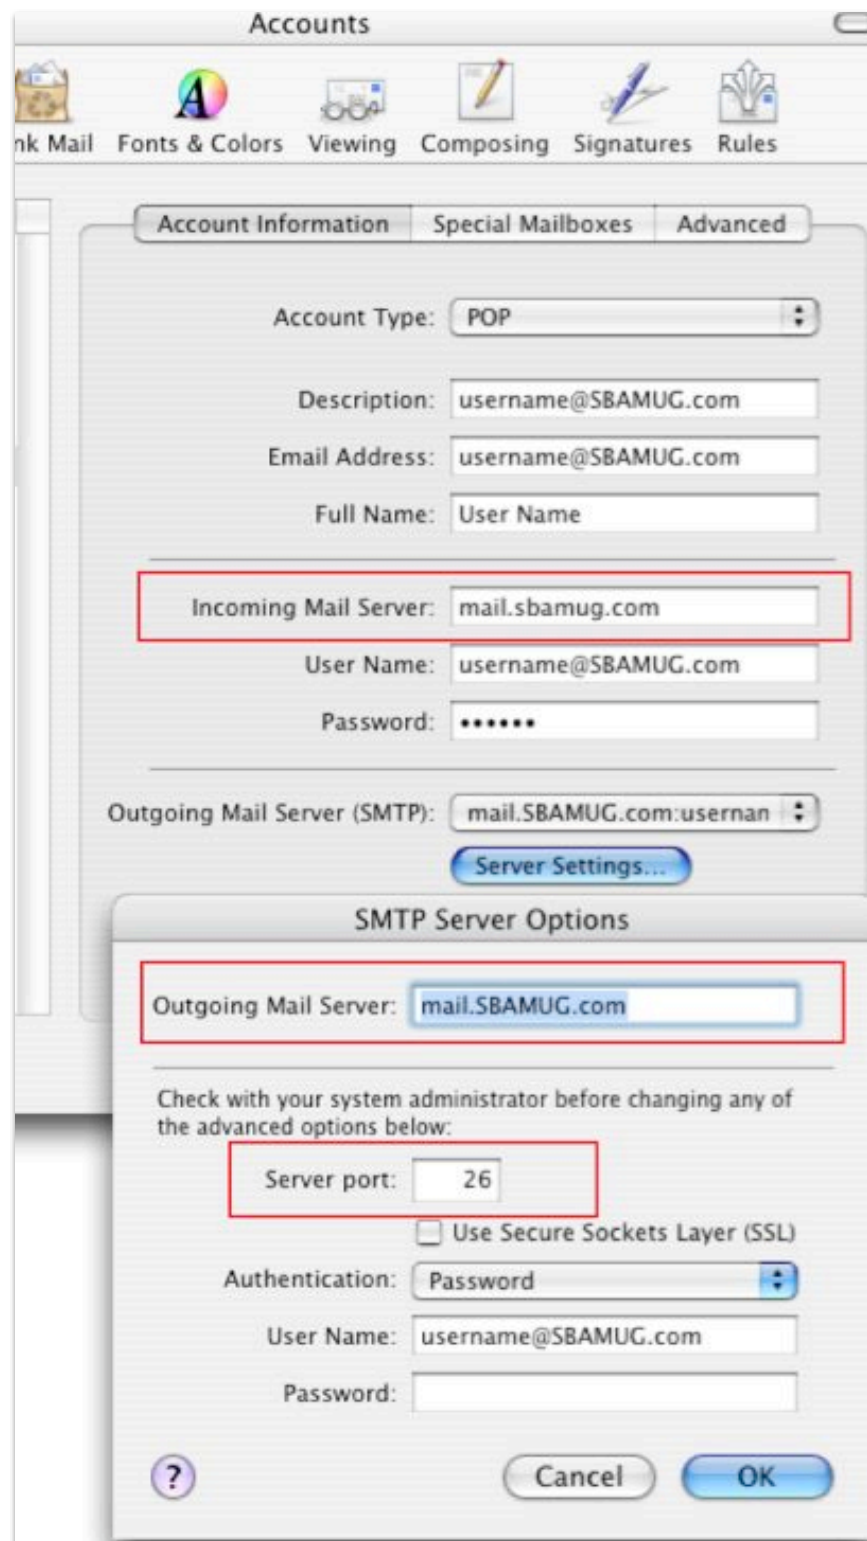 Accounts
nk Mail Fonts & Colors Viewing Composing Signatures Rules
Account Information Special Mailboxes Advanced
Account Type: POP
Description: username@SBAMUG.com
Email Address: username@SBAMUG.com
Full Name: User Name
Incoming Mail Server: mail.sbamug.com
User Name: username@SBAMUG.com
Password: ••••••
Outgoing Mail Server (SMTP): mail.SBAMUG.com:usernan
Server Settings...
SMTP Server Options
Outgoing Mail Server: mail.SBAMUG.com
Check with your system administrator before changing any of
the advanced options below:
Server port: 26
Use Secure Sockets Layer (SSL)
Authentication: Password
User Name: username@SBAMUG.com
Password:
? Cancel OK